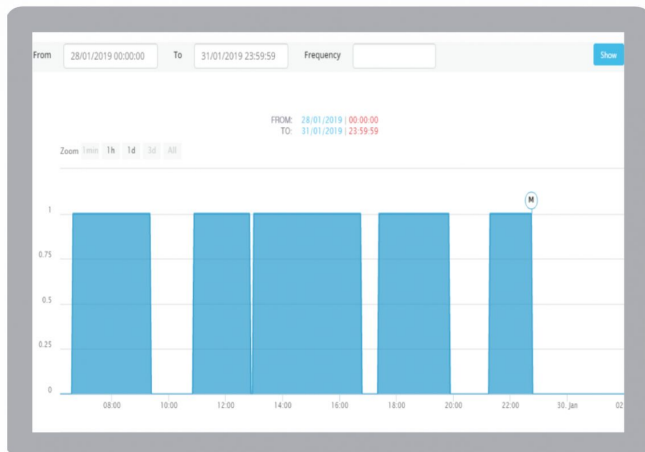 From 28/01/2019 00:00:00 To 31/01/2019 23:59:59 Frequency Show
FROM: 28/01/2019 | 00:00:00
TO: 31/01/2019 | 23:59:59
Zoom 1min 1h 1d 3d All
M
1
0.75
0.5
0.25
0
08:00 10:00 12:00 14:00 16:00 18:00 20:00 22:00 30. Jan 02